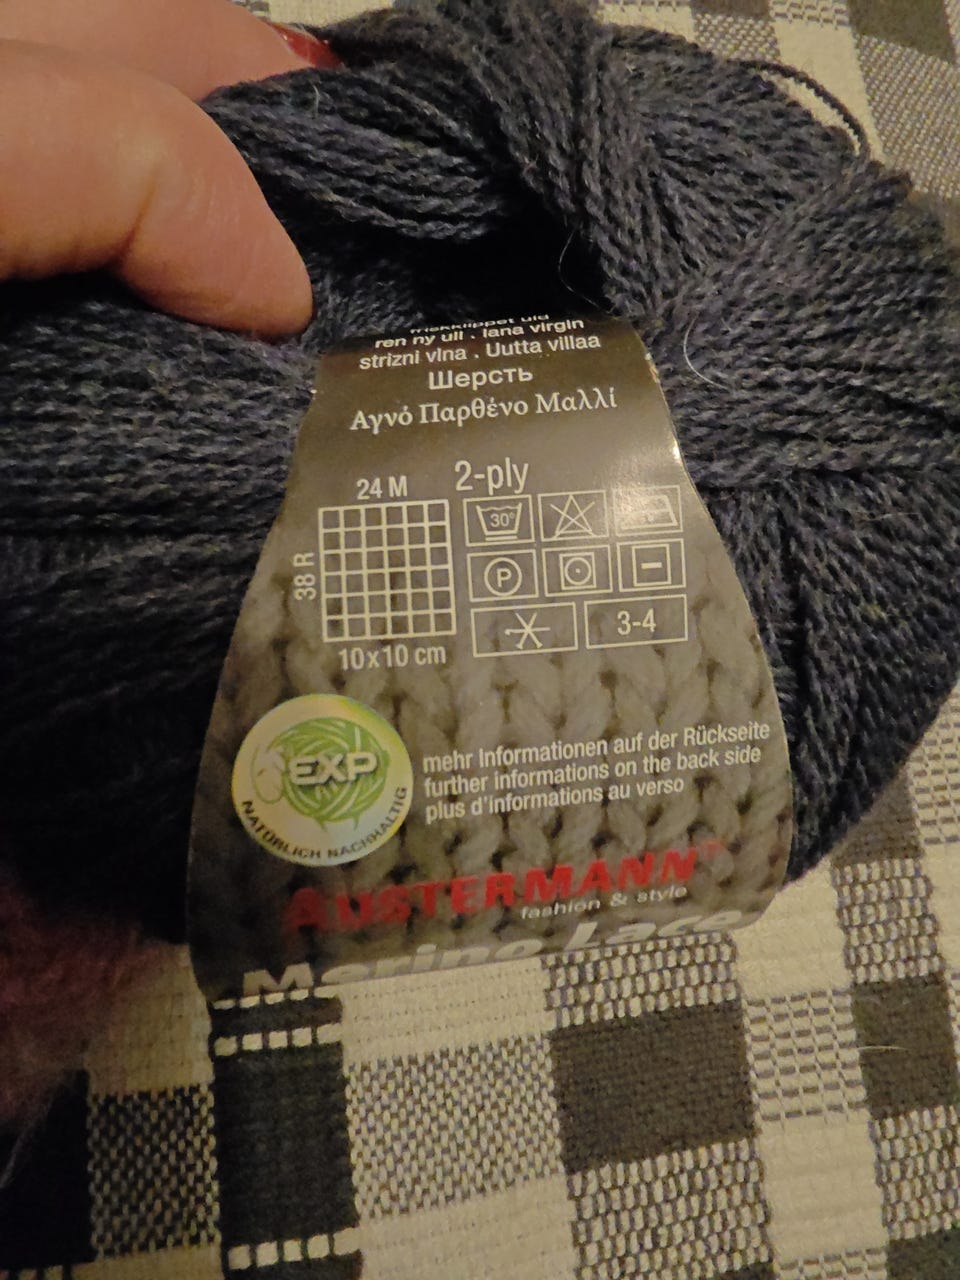 ren ny ull . lana virgin
strizni vlna . Uutta villaa
Шерсть
Αγνό Παρθένο Μαλλί
24 M
2-ply
38 R
30°
P
3-4
10x10 cm
EXP
NATÜRLICH NACHHALTIG
mehr Informationen auf der Rückseite
further informations on the back side
plus d'informations au verso
AUSTERMANN®
fashion & style
Merino Lace